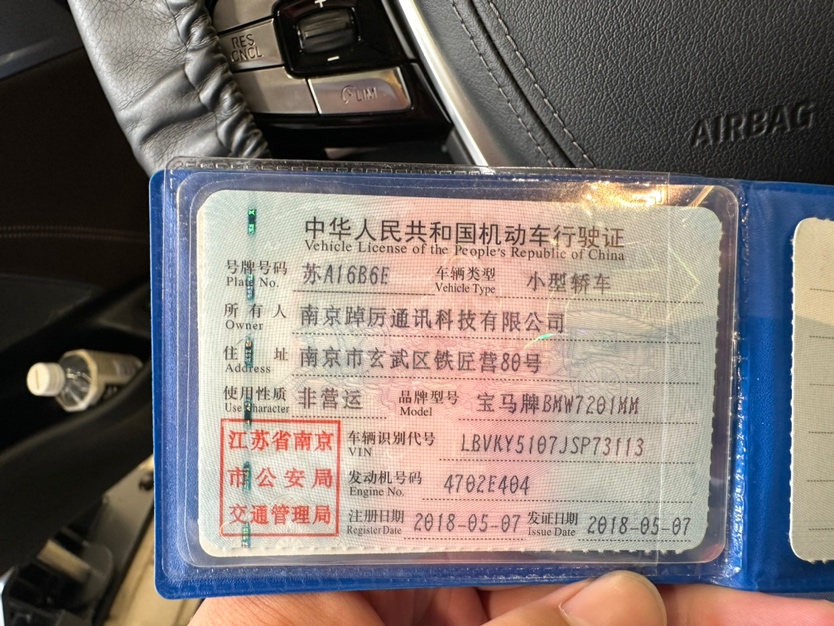 RES
CNCL
+
−
LIM
AIRBAG
中华人民共和国机动车行驶证
Vehicle License of the People's Republic of China
号牌号码 苏A16B6E 车辆类型 小型轿车
Plate No. Vehicle Type
所有人 南京踔厉通讯科技有限公司
Owner
住址 南京市玄武区铁匠营80号
Address
使用性质 非营运 品牌型号 宝马牌BMW7201MM
Use Character Model
江苏省南京
市公安局
交通管理局
车辆识别代号 LBVKY5107JSP73113
VIN
发动机号码 4702E404
Engine No.
注册日期 2018-05-07 发证日期 2018-05-07
Register Date Issue Date